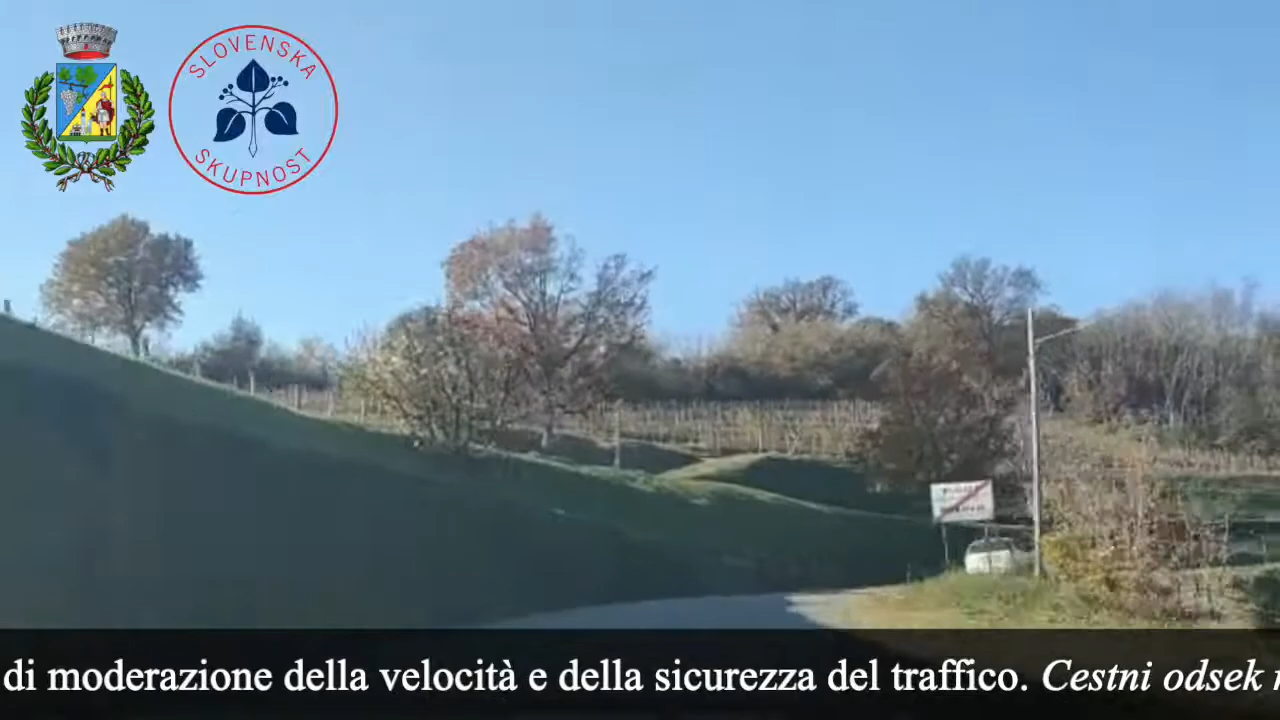 SLOVENSKA
SKUPNOST
di moderazione della velocità e della sicurezza del traffico. Cestni odsek